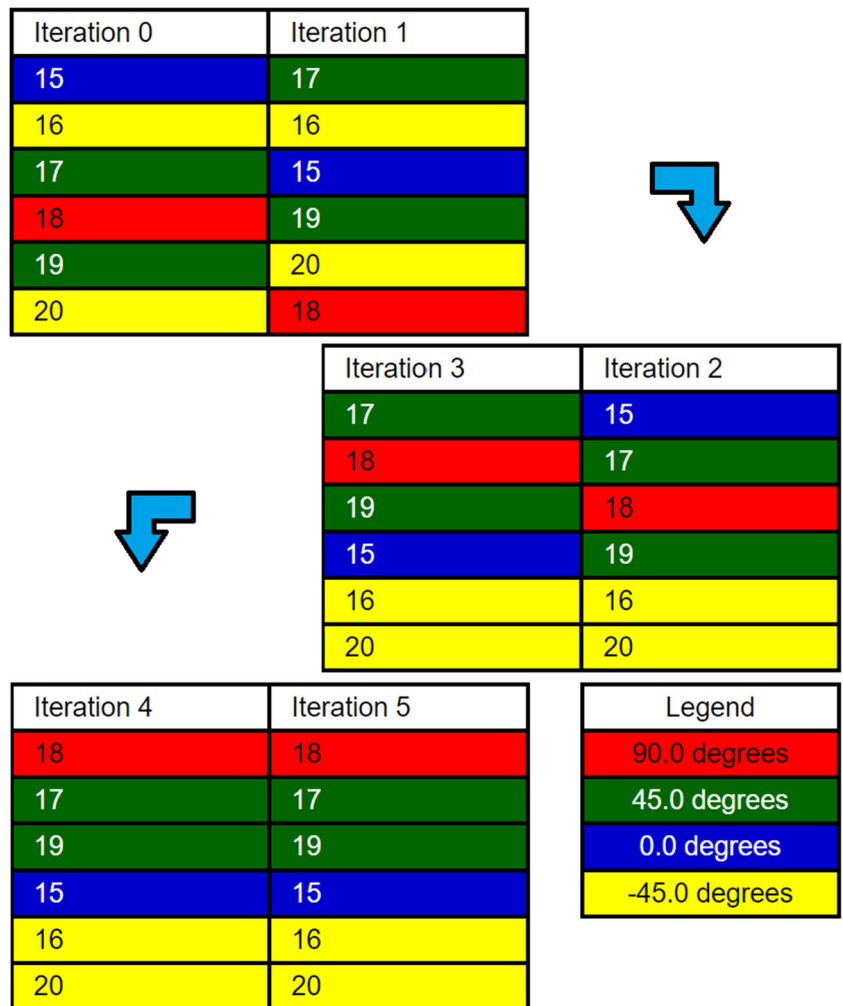 Iteration 0 Iteration 1
15 17
16 16
17 15
18 19
19 20
20 18
Iteration 3 Iteration 2
17 15
18 17
19 18
15 19
16 16
20 20
Iteration 4 Iteration 5 Legend
18 18 90.0 degrees
17 17 45.0 degrees
19 19 0.0 degrees
15 15 -45.0 degrees
16 16
20 20